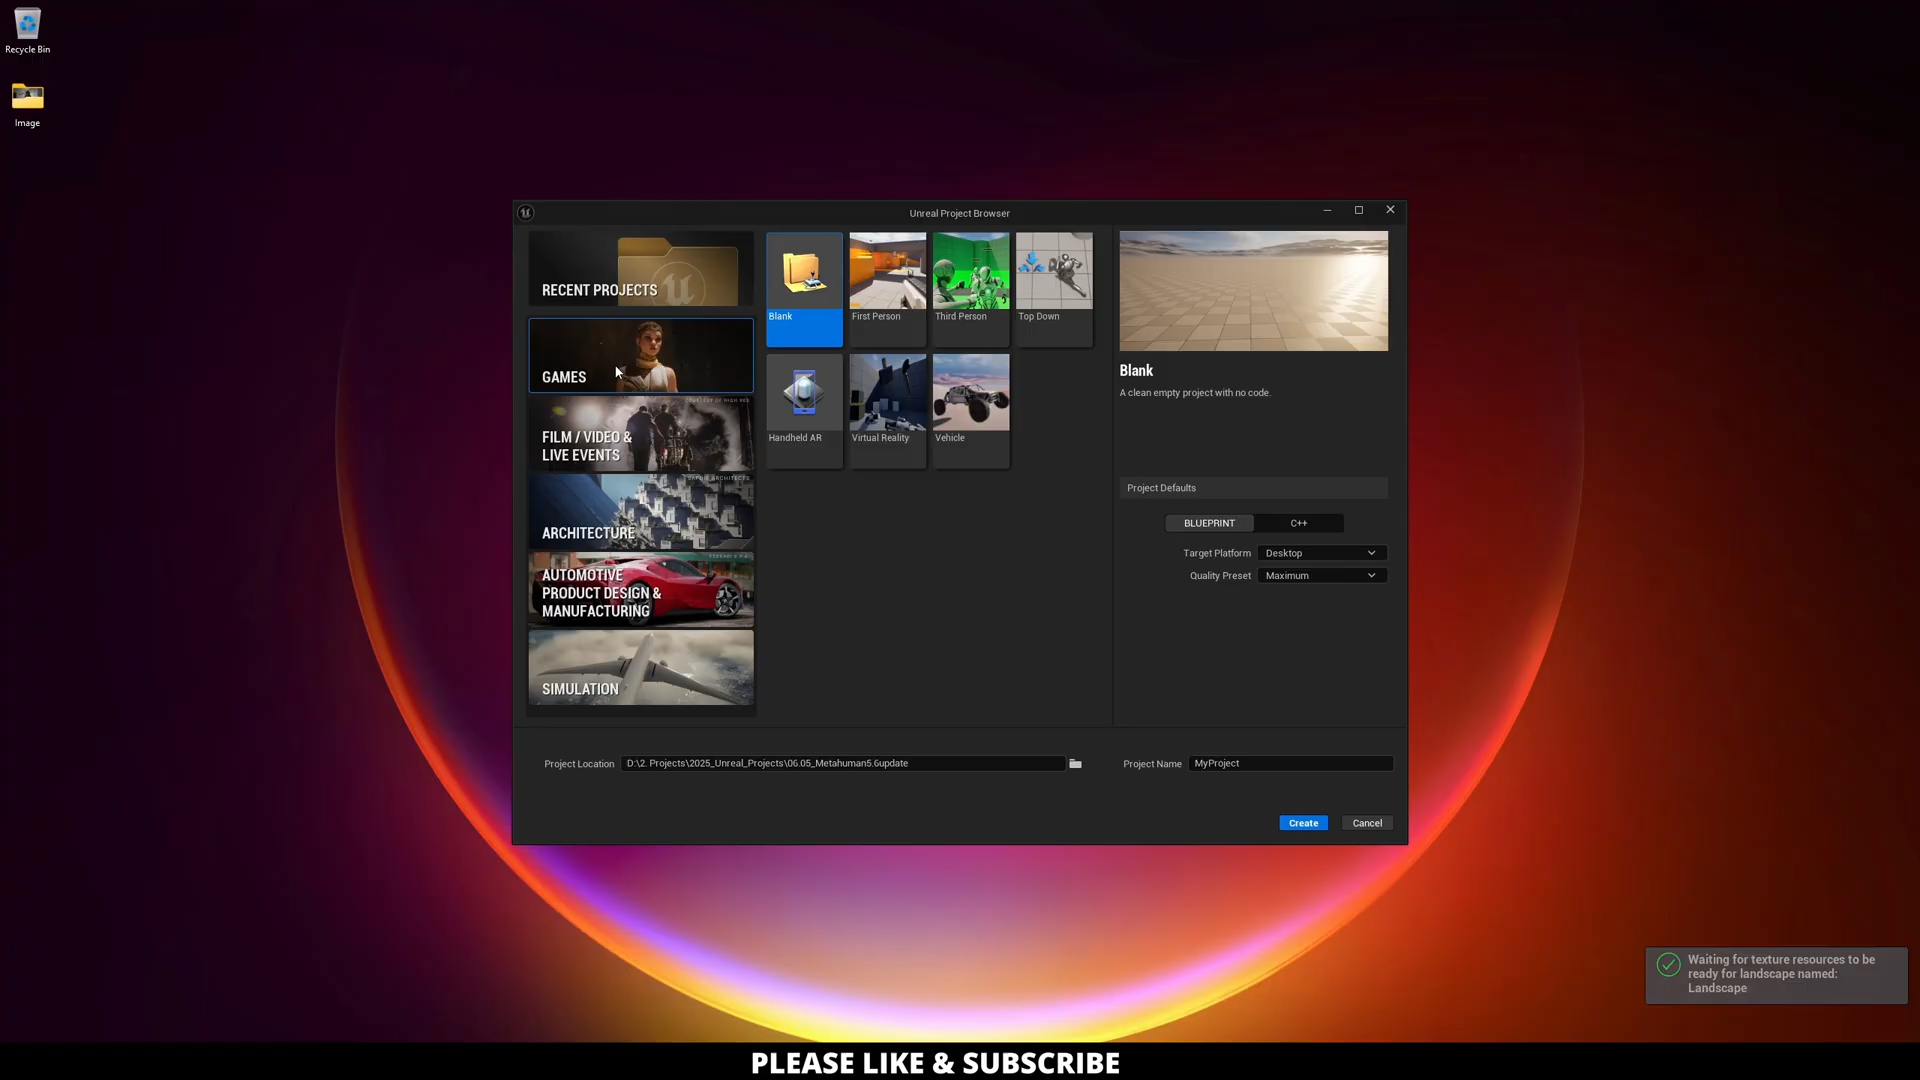 Recycle Bin
Image
Unreal Project Browser
RECENT PROJECTS
GAMES
FILM / VIDEO &
LIVE EVENTS
ARCHITECTURE
AUTOMOTIVE
PRODUCT DESIGN &
MANUFACTURING
SIMULATION
Blank
First Person
Third Person
Top Down
Handheld AR
Virtual Reality
Vehicle
Blank
A clean empty project with no code.
Project Defaults
BLUEPRINT
C++
Target Platform
Desktop
Quality Preset
Maximum
Project Location
D:\2. Projects\2025_Unreal_Projects\06.05_Metahuman5.6update
Project Name
MyProject
Create
Cancel
Waiting for texture resources to be
ready for landscape named:
Landscape
PLEASE LIKE & SUBSCRIBE